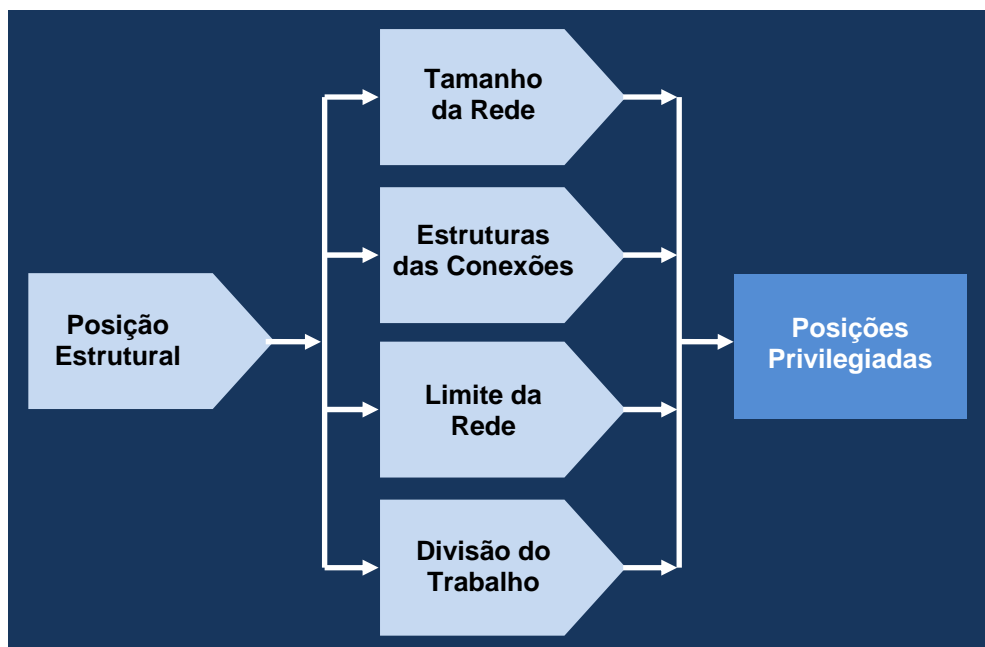 Tamanho
da Rede
Estruturas
das Conexões
Posição
Estrutural
Posições
Privilegiadas
Limite da
Rede
Divisão do
Trabalho